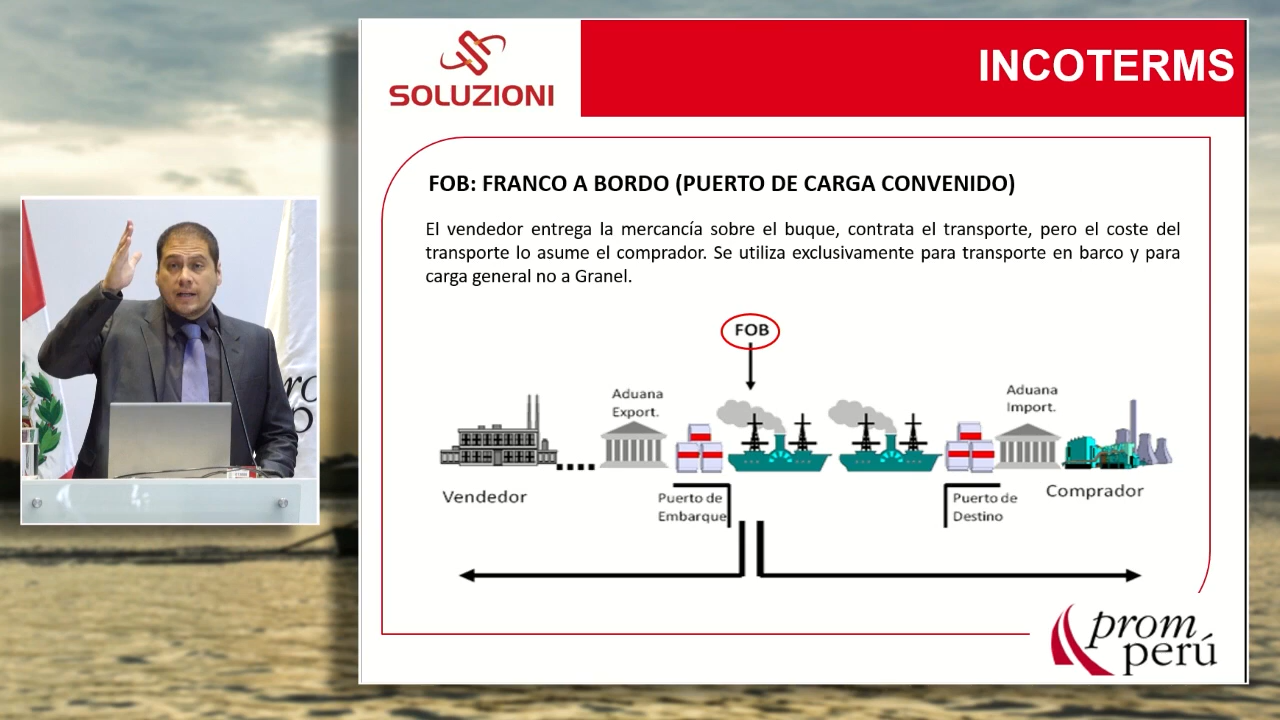 SOLUZIONI
INCOTERMS
FOB: FRANCO A BORDO (PUERTO DE CARGA CONVENIDO)
El vendedor entrega la mercancía sobre el buque, contrata el transporte, pero el coste del
transporte lo asume el comprador. Se utiliza exclusivamente para transporte en barco y para
carga general no a Granel.
FOB
Aduana
Export.
Aduana
Import.
Vendedor
Puerto de
Embarque
Puerto de
Destino
Comprador
prom
perú